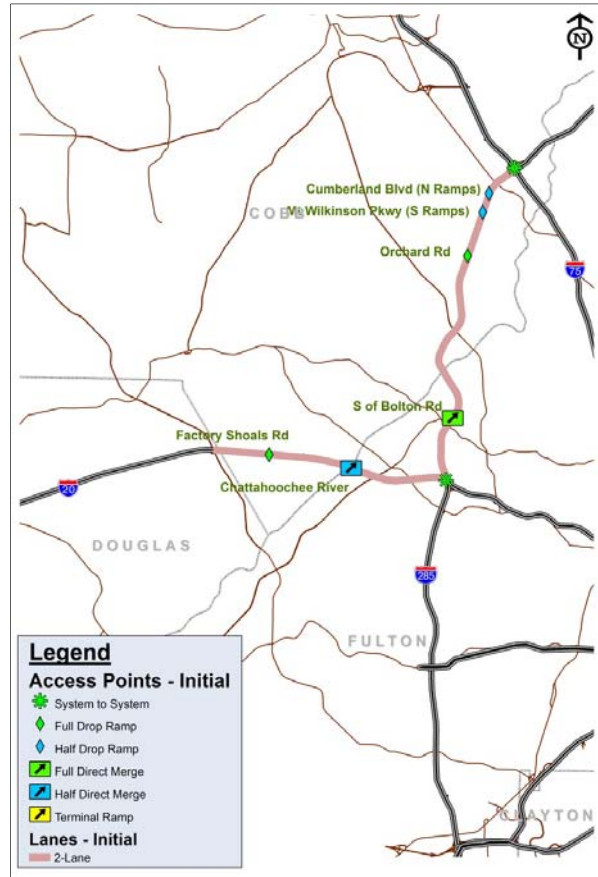 N
Cumberland Blvd (N Ramps)
COBB
Wilkinson Pkwy (S Ramps)
Orchard Rd
75
S of Bolton Rd
Factory Shoals Rd
20
Chattahoochee River
DOUGLAS
285
FULTON
CLAYTON
Legend
Access Points - Initial
System to System
Full Drop Ramp
Half Drop Ramp
Full Direct Merge
Half Direct Merge
Terminal Ramp
Lanes - Initial
2-Lane